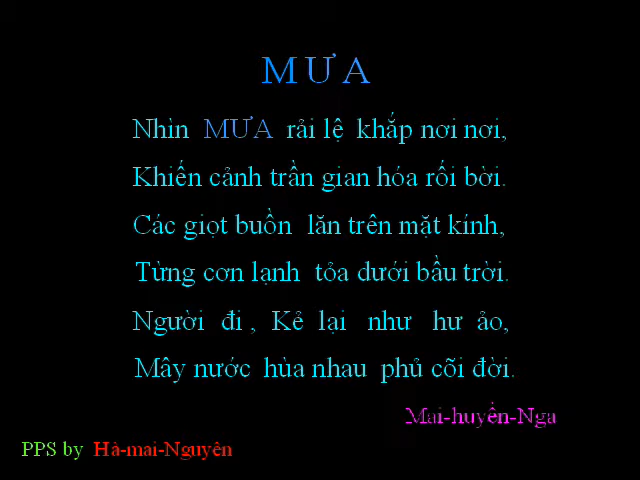 MƯA
Nhìn MƯA rải lệ khắp nơi nơi,
Khiến cảnh trần gian hóa rối bời.
Các giọt buồn lăn trên mặt kính,
Từng cơn lạnh tỏa dưới bầu trời.
Người đi , Kẻ lại như hư ảo,
Mây nước hùa nhau phủ cõi đời.
Mai-huyền-Nga
PPS by Hà-mai-Nguyên